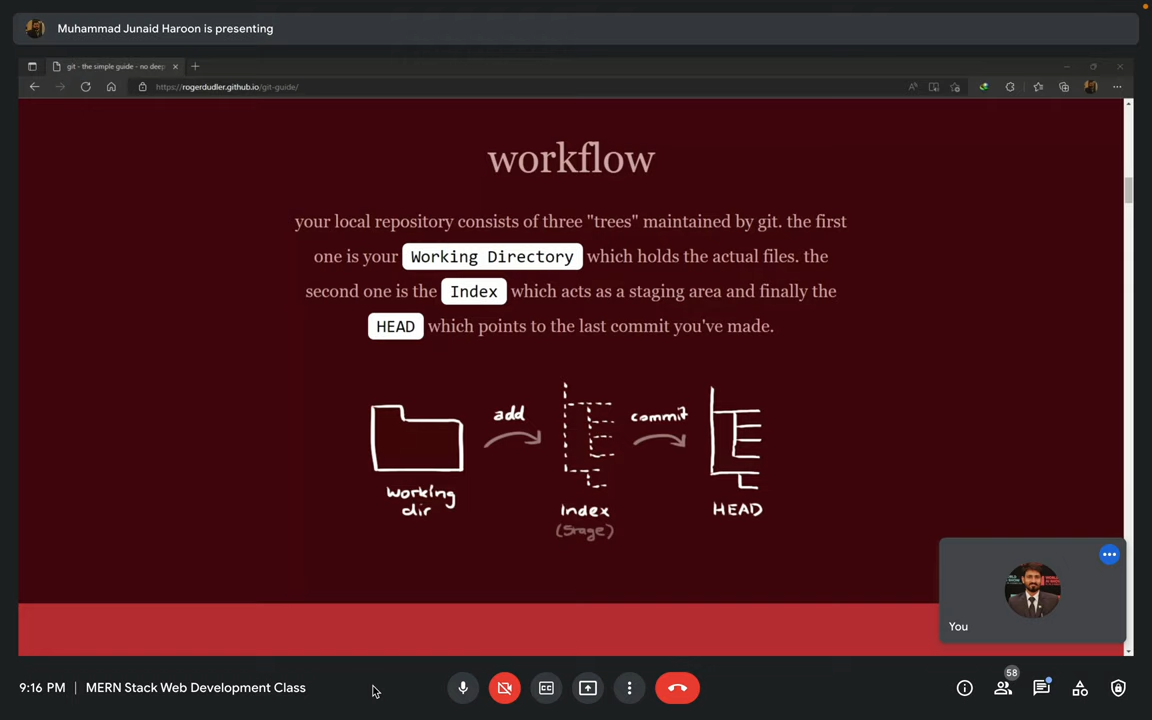 Muhammad Junaid Haroon is presenting
git - the simple guide - no deep
https://rogerdudler.github.io/git-guide/
workflow
your local repository consists of three "trees" maintained by git. the first
one is your Working Directory which holds the actual files. the
second one is the Index which acts as a staging area and finally the
HEAD which points to the last commit you've made.
add
commit
working
dir
Index
(Stage)
HEAD
You
9:16 PM | MERN Stack Web Development Class
58